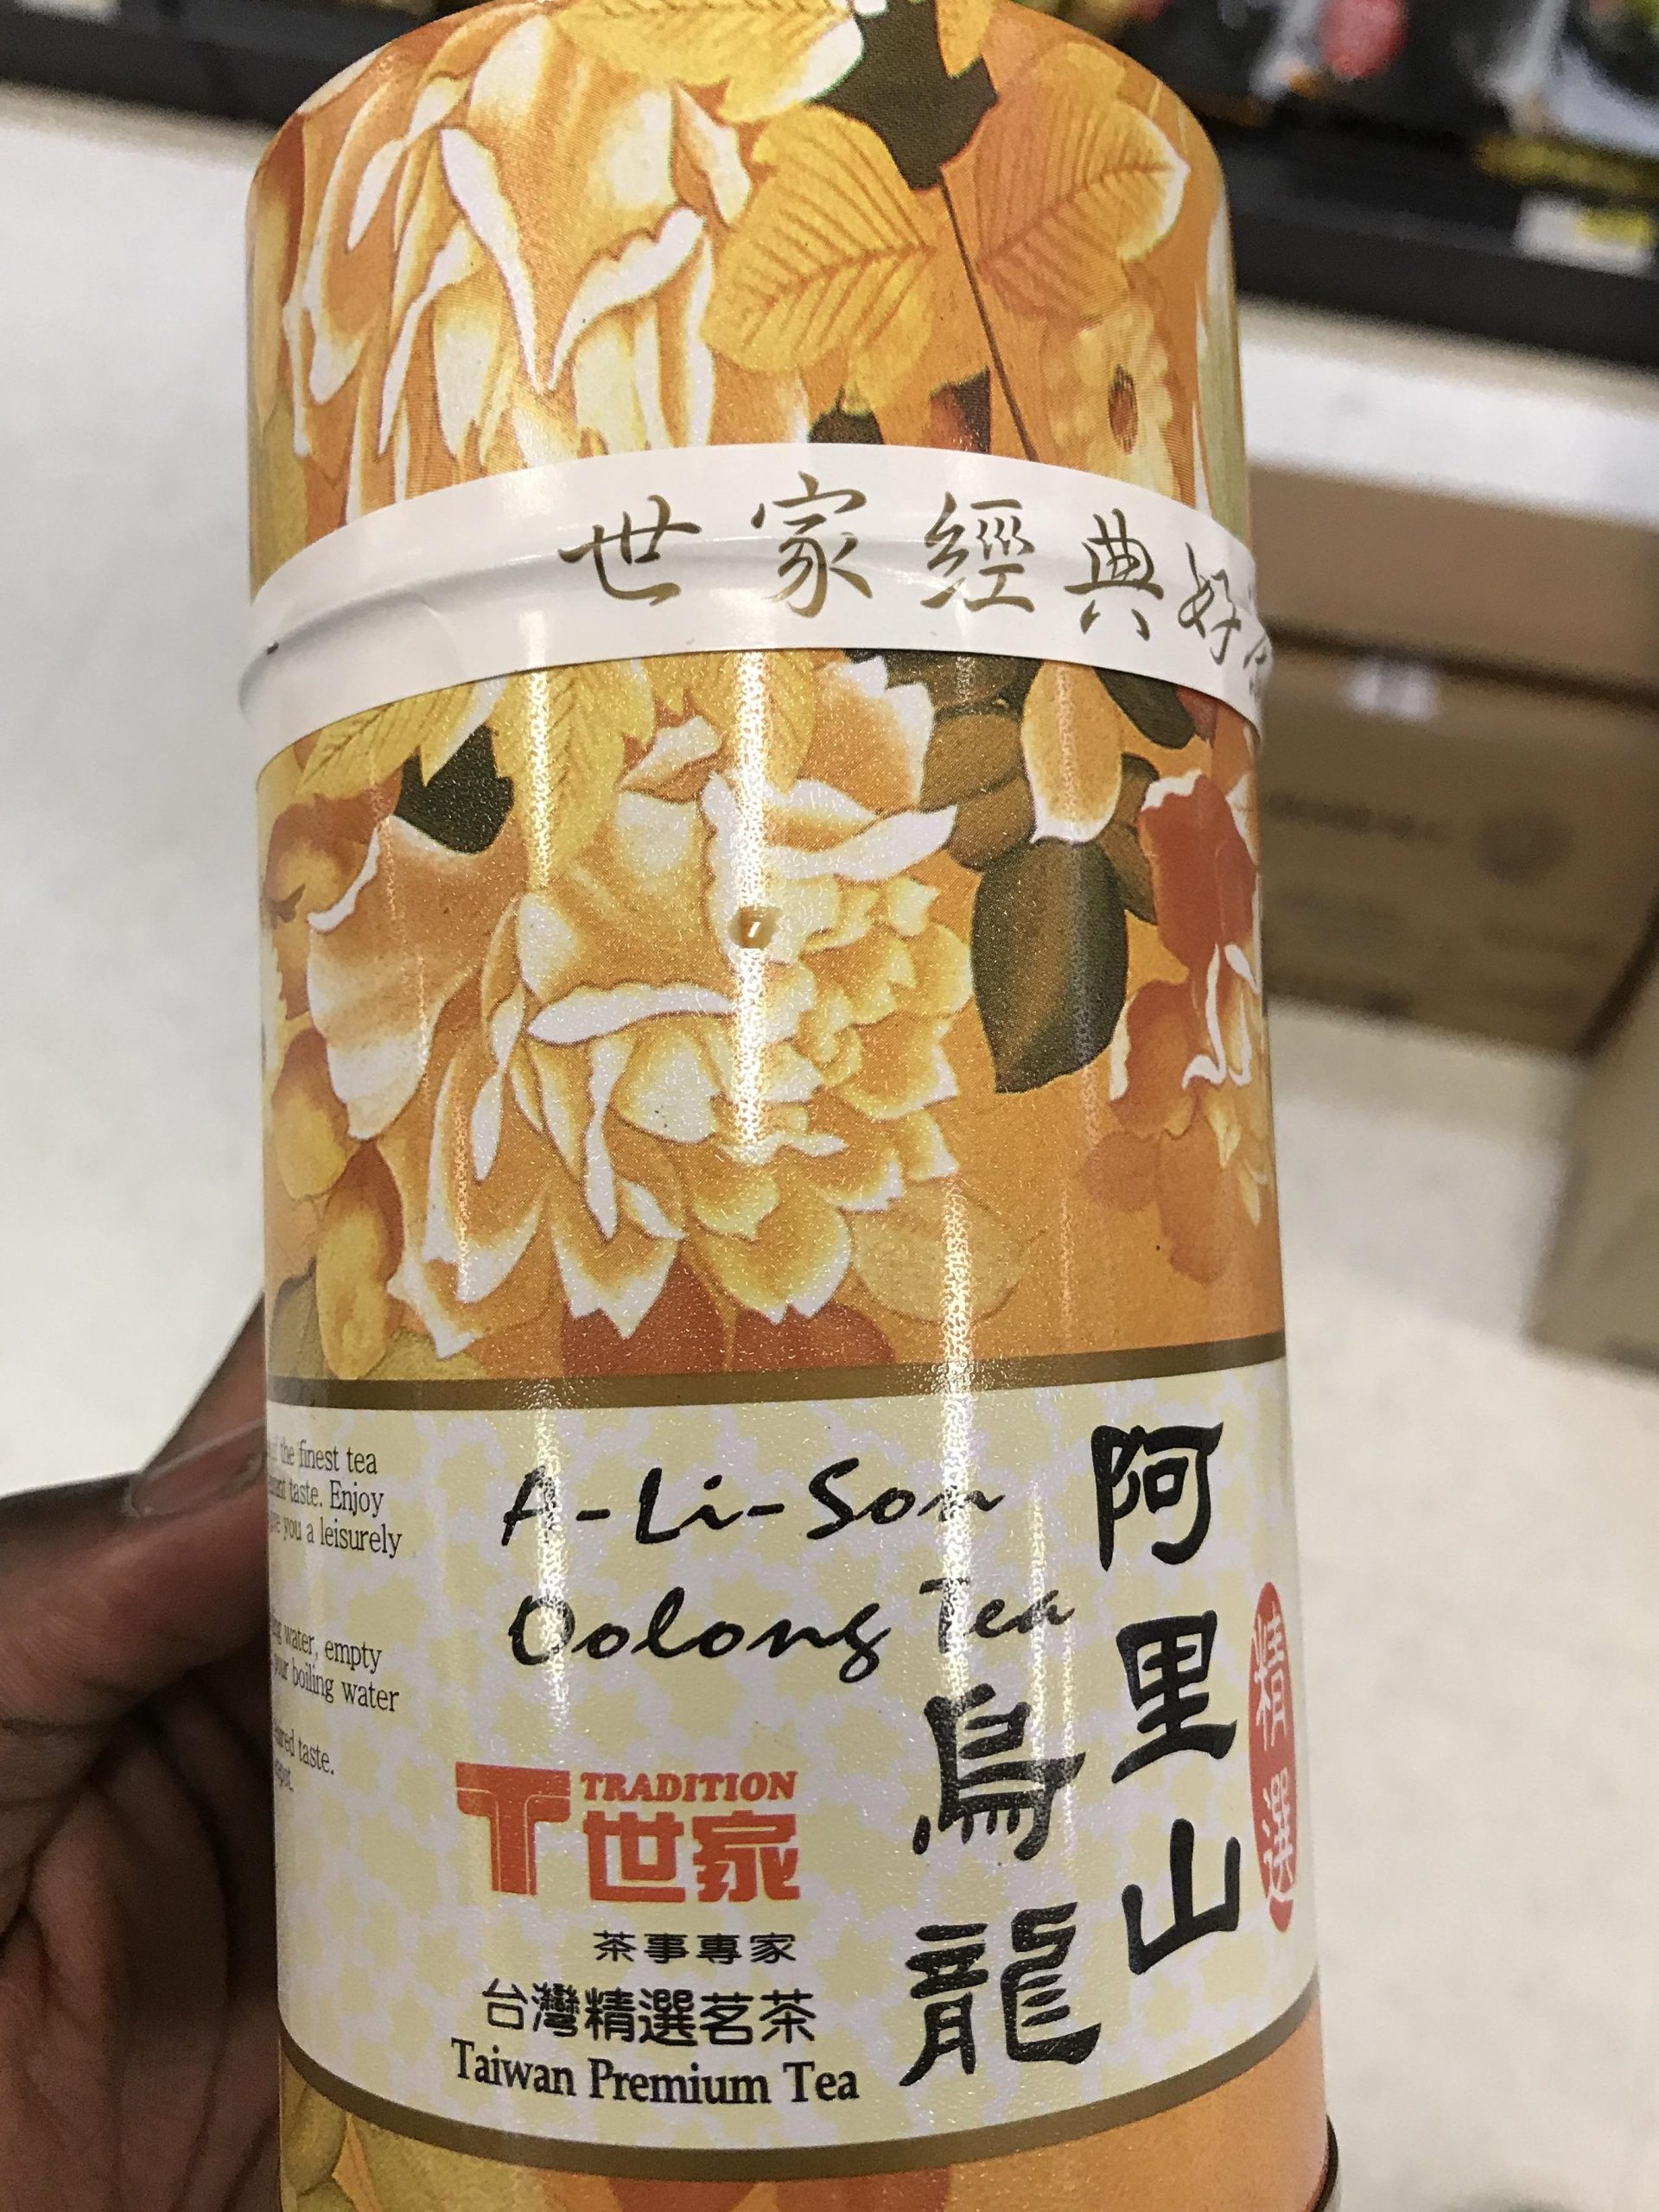 世家經典好
the finest tea
taste. Enjoy
you a leisurely
water, empty
your boiling water
taste.
A-Li-Son
Oolong Tea
阿里山
烏龍
精選
TRADITION
世家
茶事專家
台灣精選茗茶
Taiwan Premium Tea